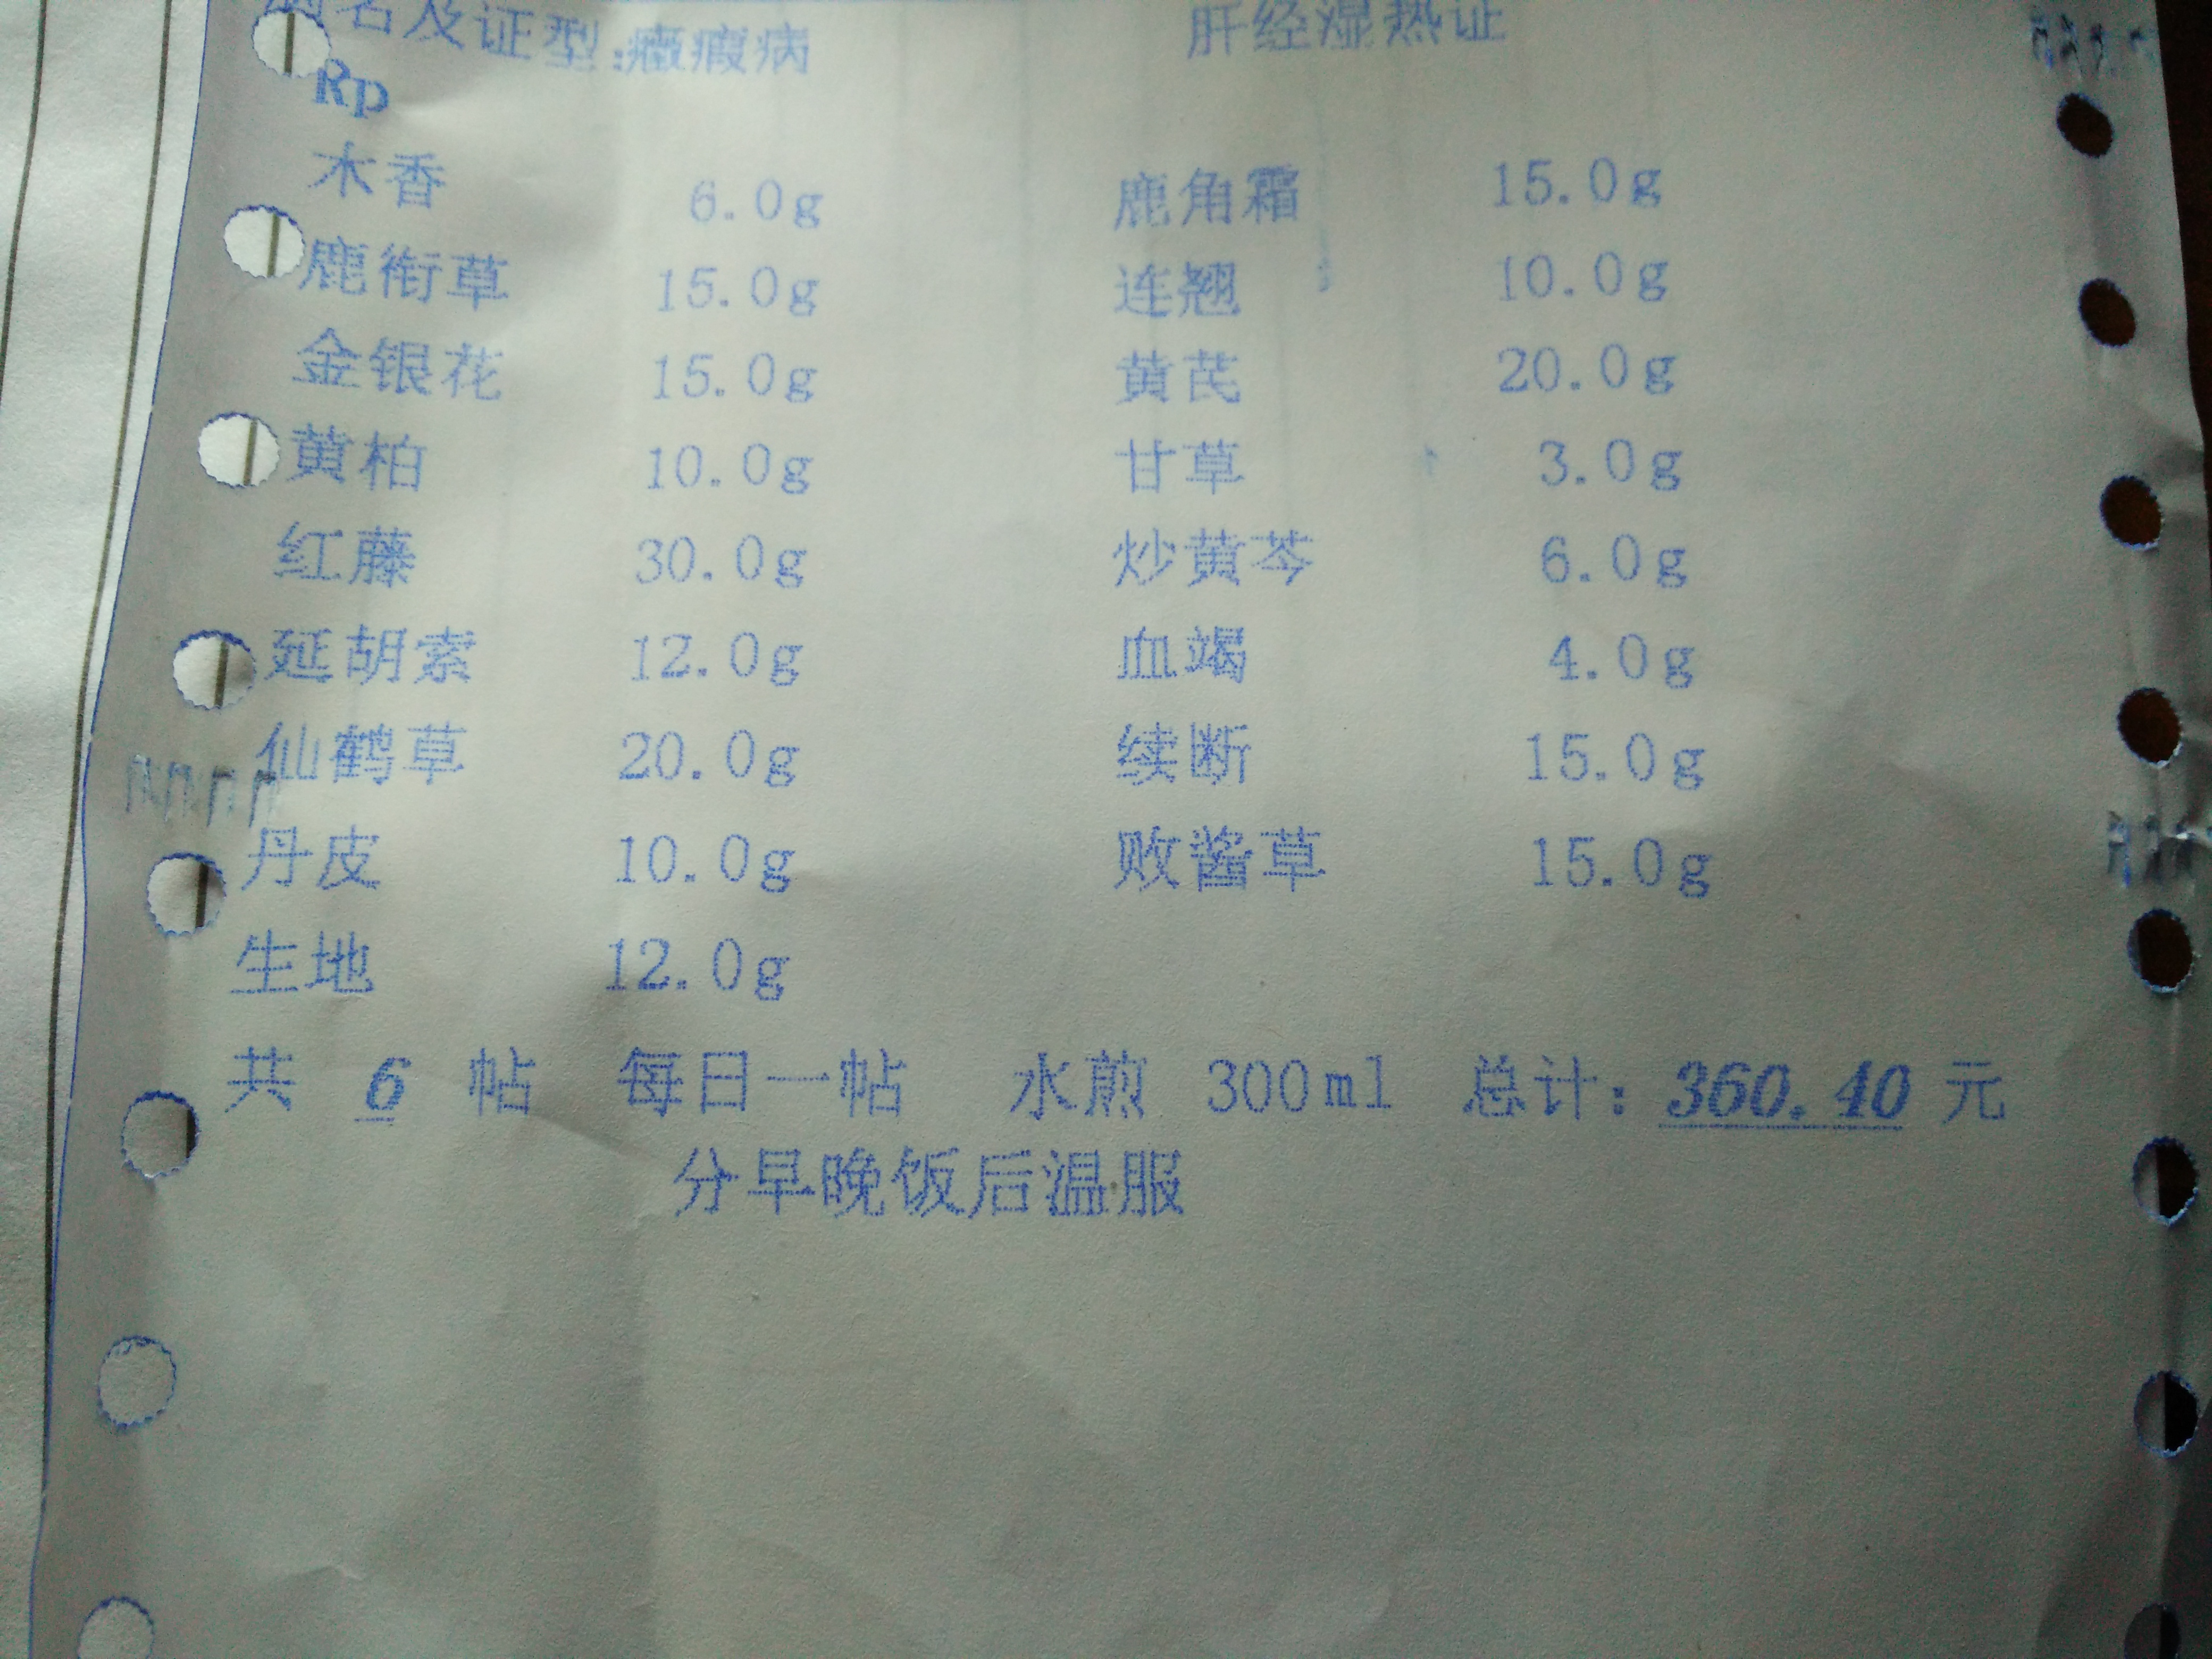 病名及证型:癥瘕病 肝经湿热证
Rp
木香 6.0g 鹿角霜 15.0g
鹿衔草 15.0g 连翘 10.0g
金银花 15.0g 黄芪 20.0g
黄柏 10.0g 甘草 3.0g
红藤 30.0g 炒黄芩 6.0g
延胡索 12.0g 血竭 4.0g
仙鹤草 20.0g 续断 15.0g
丹皮 10.0g 败酱草 15.0g
生地 12.0g
共 6 帖 每日一帖 水煎 300ml 总计: 360.40 元
分早晚饭后温服